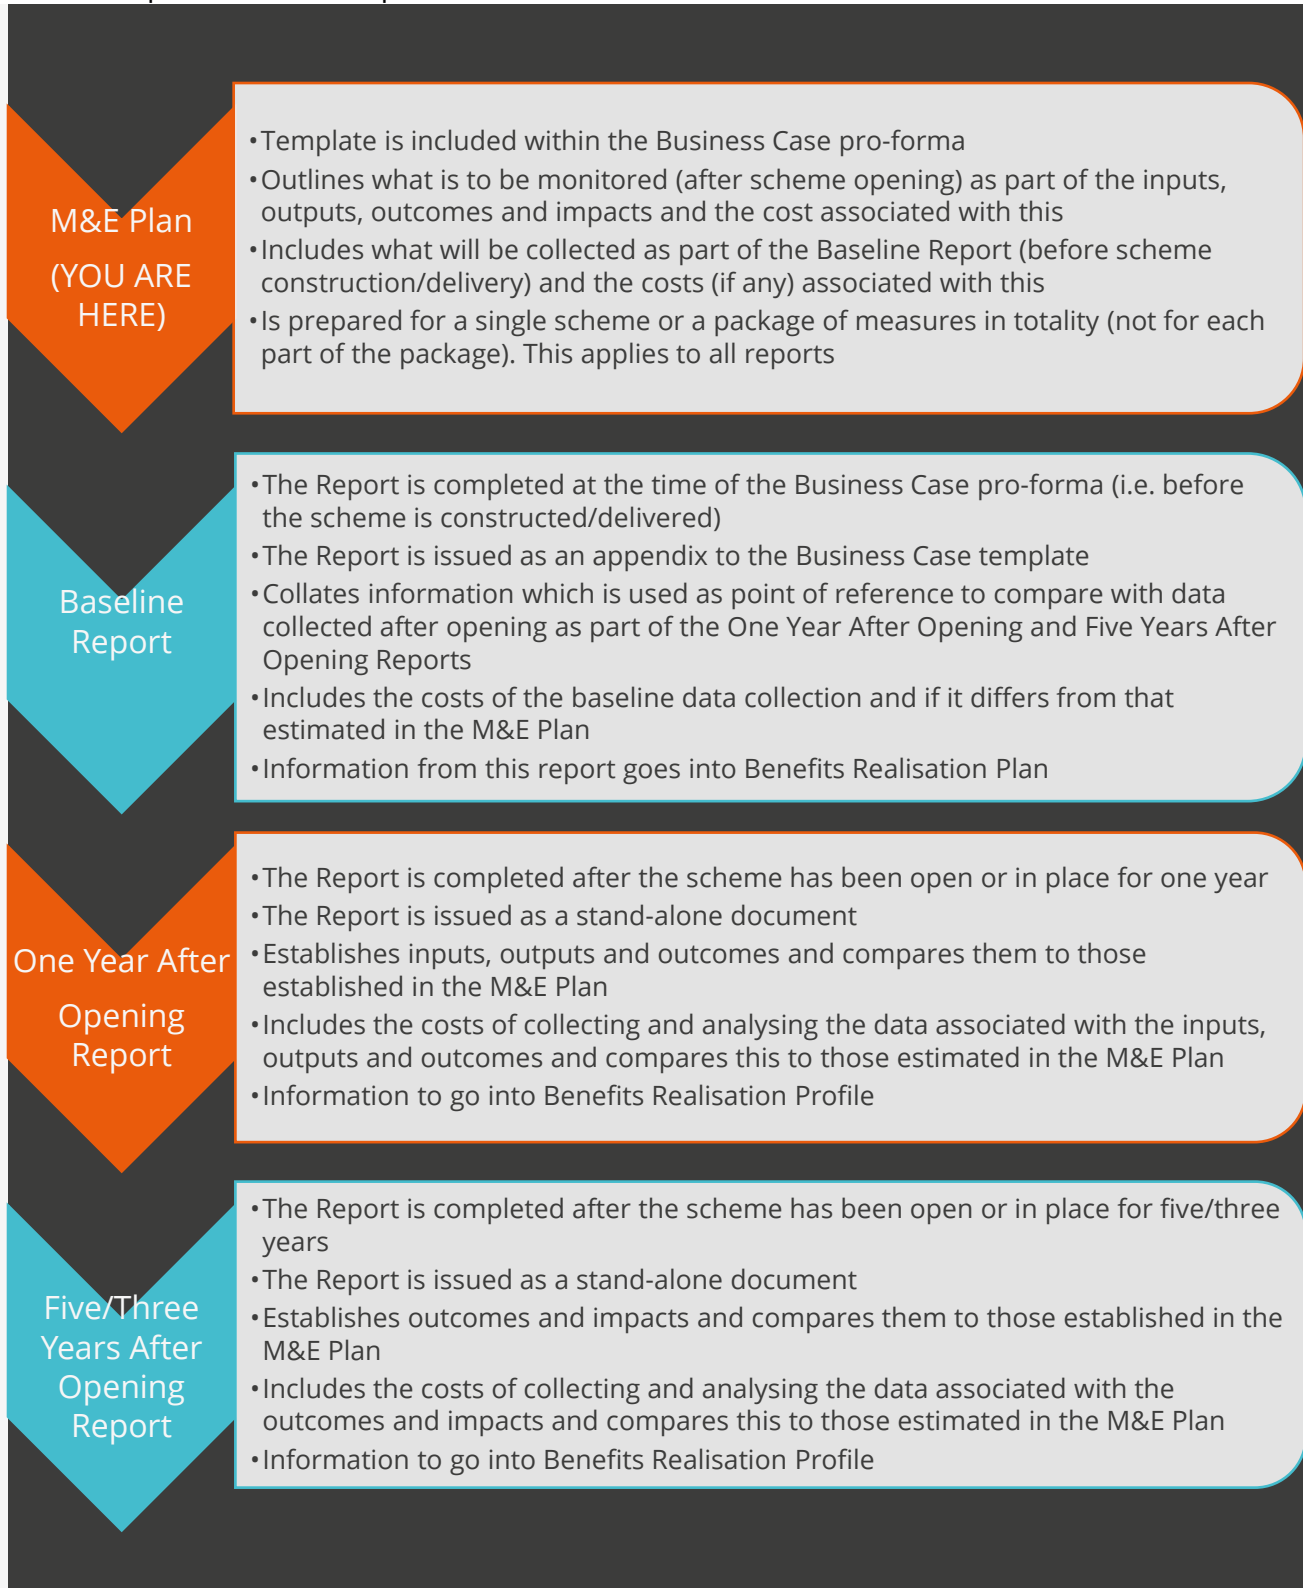 M&E Plan
(YOU ARE
HERE)
•Template is included within the Business Case pro-forma
•Outlines what is to be monitored (after scheme opening) as part of the inputs,
outputs, outcomes and impacts and the cost associated with this
•Includes what will be collected as part of the Baseline Report (before scheme
construction/delivery) and the costs (if any) associated with this
•Is prepared for a single scheme or a package of measures in totality (not for each
part of the package). This applies to all reports
Baseline
Report
•The Report is completed at the time of the Business Case pro-forma (i.e. before
the scheme is constructed/delivered)
•The Report is issued as an appendix to the Business Case template
•Collates information which is used as point of reference to compare with data
collected after opening as part of the One Year After Opening and Five Years After
Opening Reports
•Includes the costs of the baseline data collection and if it differs from that
estimated in the M&E Plan
•Information from this report goes into Benefits Realisation Plan
One Year After
Opening
Report
•The Report is completed after the scheme has been open or in place for one year
•The Report is issued as a stand-alone document
•Establishes inputs, outputs and outcomes and compares them to those
established in the M&E Plan
•Includes the costs of collecting and analysing the data associated with the inputs,
outputs and outcomes and compares this to those estimated in the M&E Plan
•Information to go into Benefits Realisation Profile
Five/Three
Years After
Opening
Report
•The Report is completed after the scheme has been open or in place for five/three
years
•The Report is issued as a stand-alone document
•Establishes outcomes and impacts and compares them to those established in the
M&E Plan
•Includes the costs of collecting and analysing the data associated with the
outcomes and impacts and compares this to those estimated in the M&E Plan
•Information to go into Benefits Realisation Profile